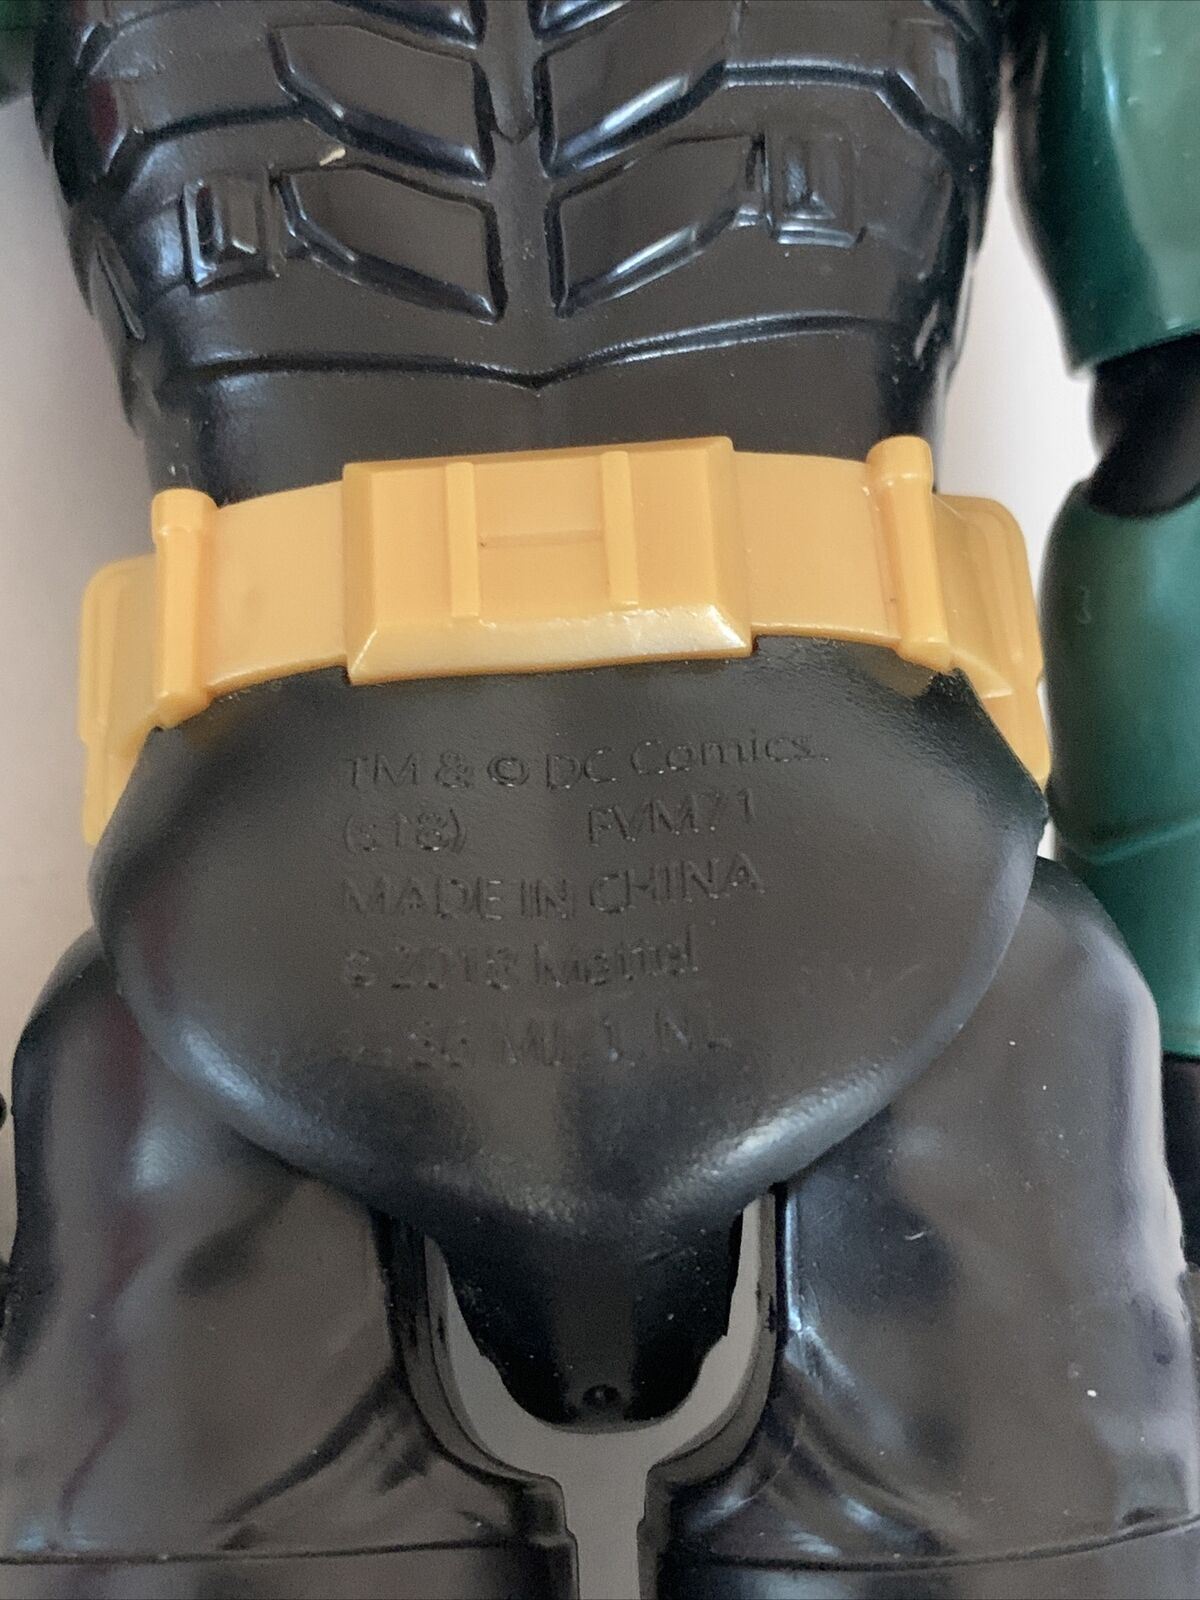 TM & © DC Comics.
(s18) FVM71
MADE IN CHINA
©2018 Mattel